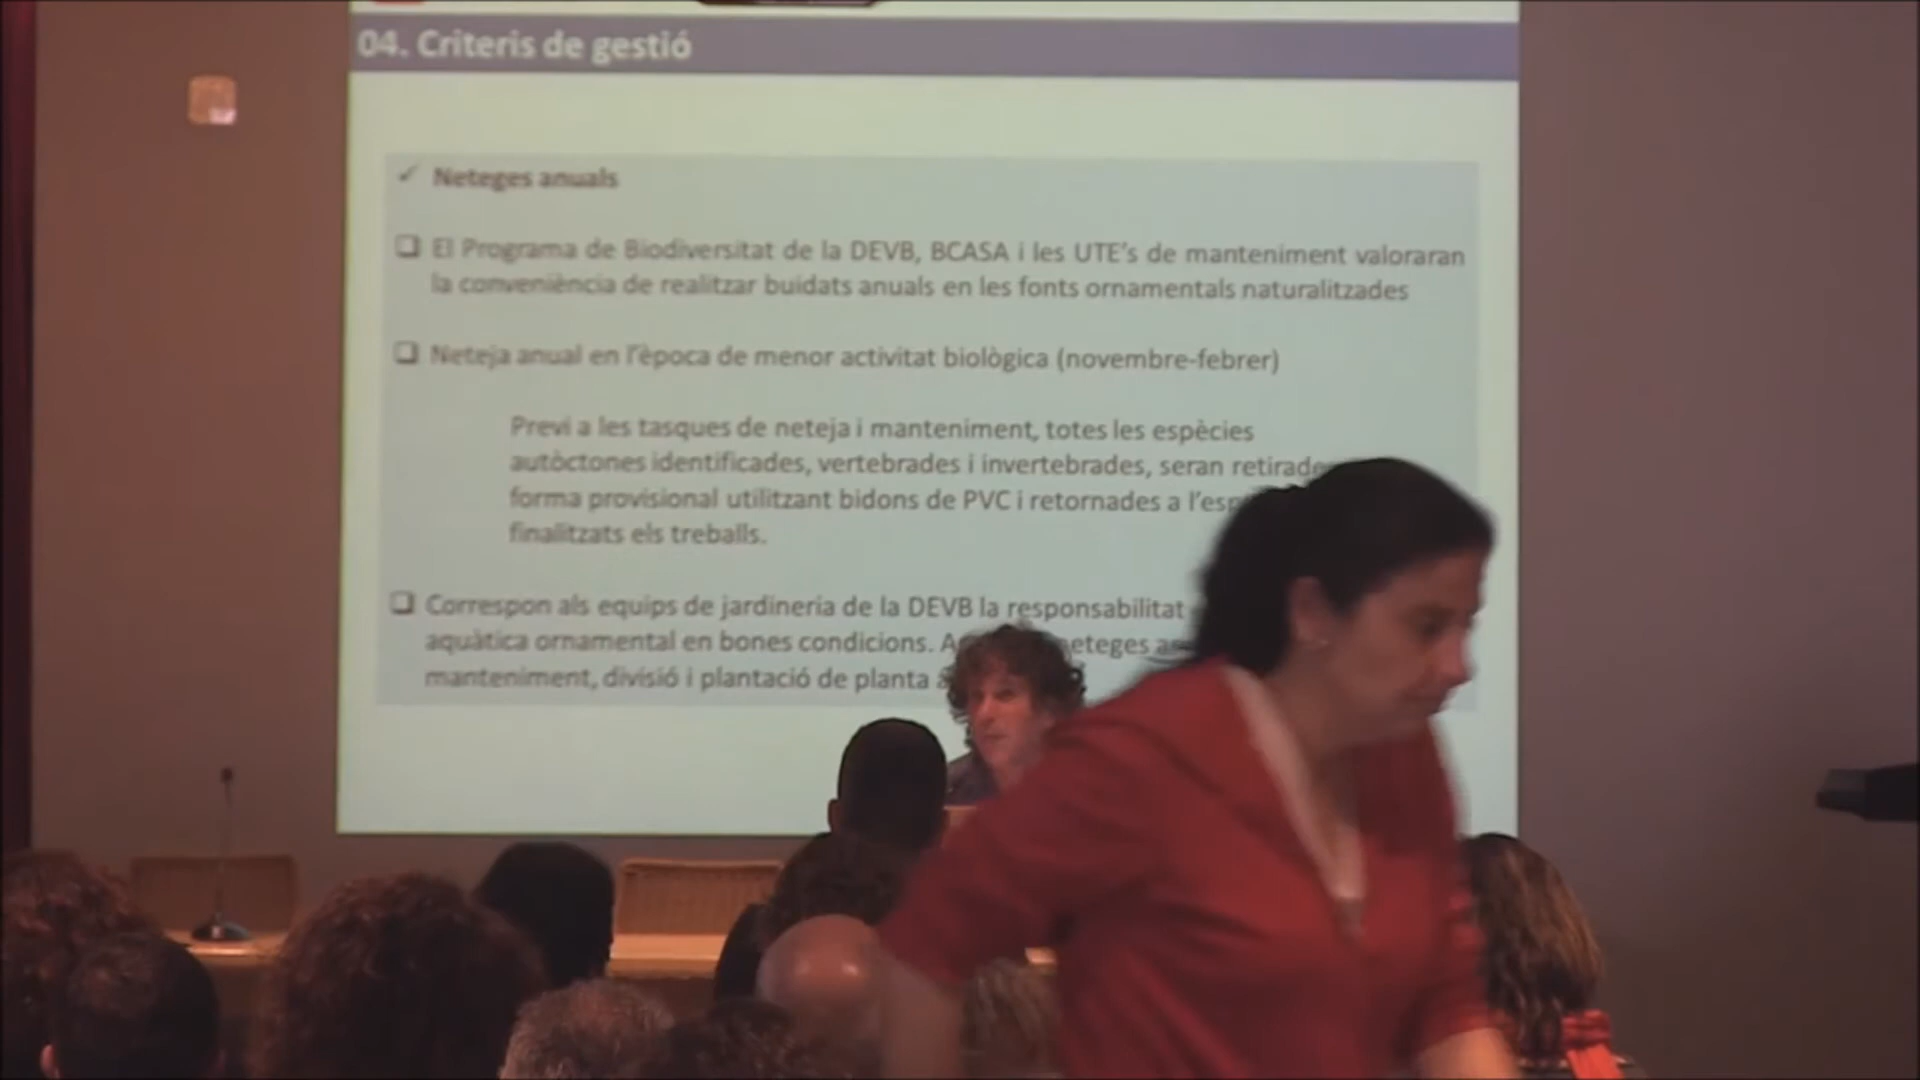 04. Criteris de gestió
✓ Neteges anuals
❑ El Programa de Biodiversitat de la DEVB, BCASA i les UTE's de manteniment valoraran
la conveniència de realitzar buidats anuals en les fonts ornamentals naturalitzades
❑ Neteja anual en l'època de menor activitat biològica (novembre-febrer)
Previ a les tasques de neteja i manteniment, totes les espècies
autòctones identificades, vertebrades i invertebrades, seran
forma provisional utilitzant bidons de PVC i retornades a
finalitzats els treballs.
❑ Correspon als equips de jardineria de la DEVB la responsabilitat
aquàtica ornamental en bones condicions.
manteniment, divisió i plantació de planta